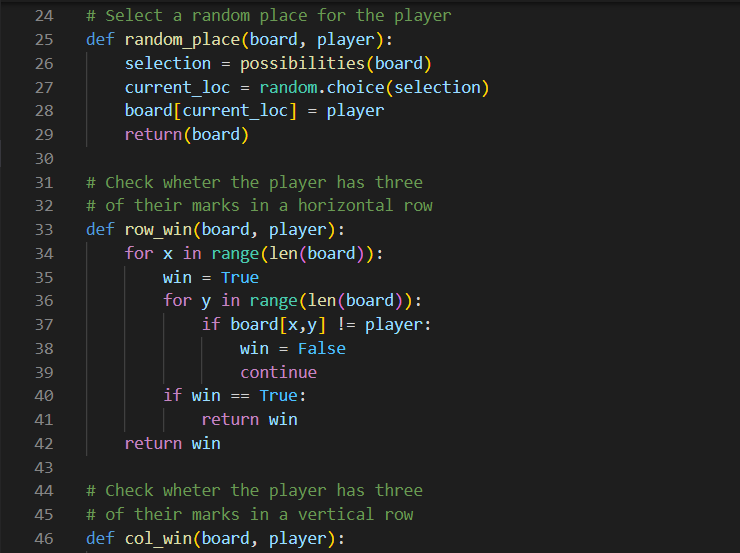 24 # Select a random place for the player
25 def random_place(board, player):
26     selection = possibilities(board)
27     current_loc = random.choice(selection)
28     board[current_loc] = player
29     return(board)
30
31 # Check wheter the player has three
32 # of their marks in a horizontal row
33 def row_win(board, player):
34     for x in range(len(board)):
35         win = True
36         for y in range(len(board)):
37             if board[x,y] != player:
38                 win = False
39                 continue
40         if win == True:
41             return win
42     return win
43
44 # Check wheter the player has three
45 # of their marks in a vertical row
46 def col_win(board, player):